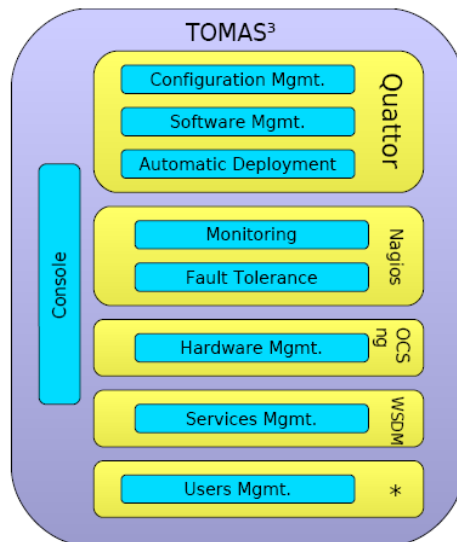 TOMAS³
Console
Configuration Mgmt.
Software Mgmt.
Automatic Deployment
Quattor
Monitoring
Fault Tolerance
Nagios
Hardware Mgmt.
OCS
ng
Services Mgmt.
WSDM
Users Mgmt.
*